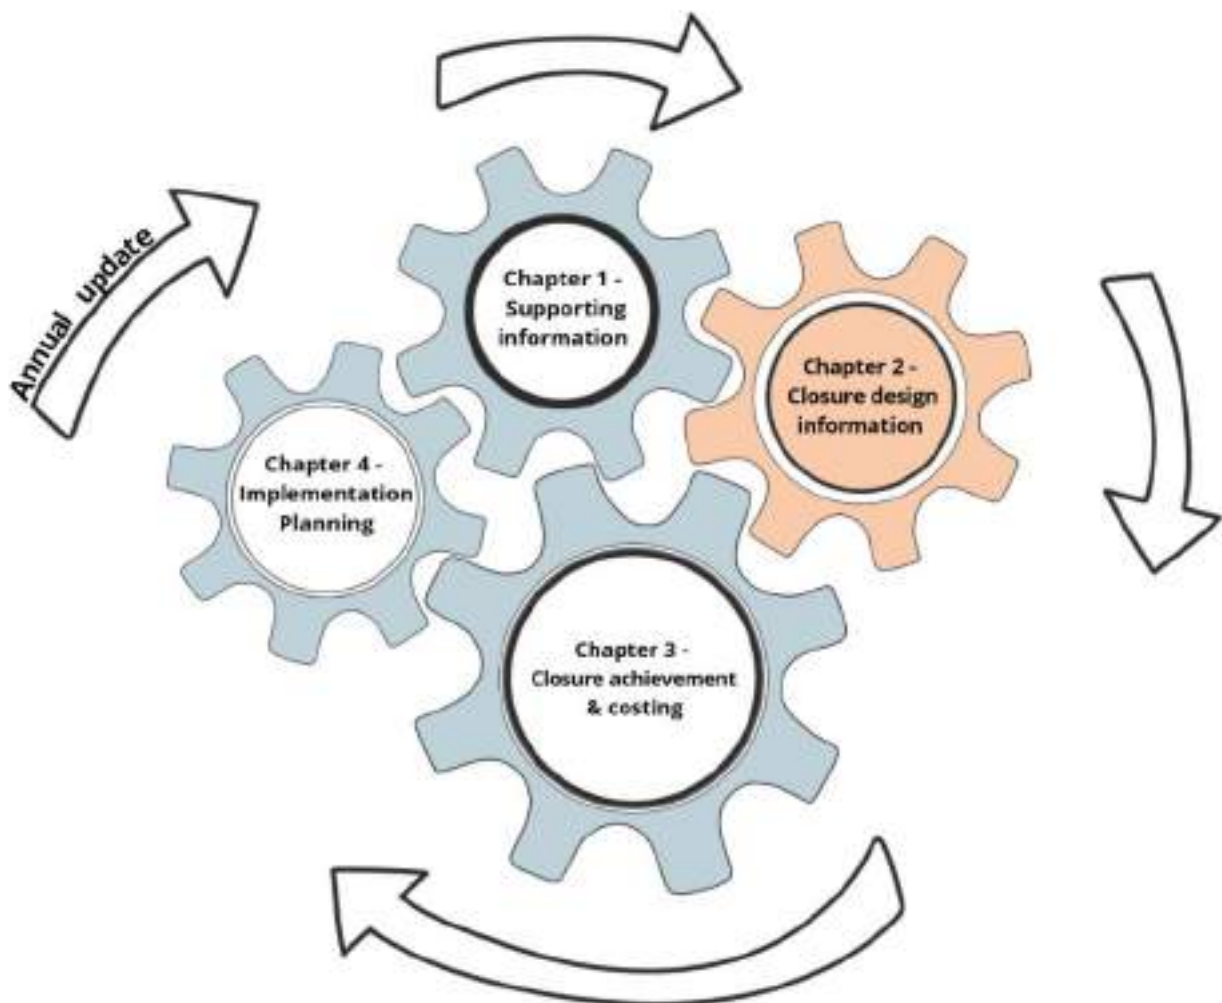 Annual update
Chapter 1 -
Supporting
information
Chapter 2 -
Closure design
information
Chapter 4 -
Implementation
Planning
Chapter 3 -
Closure achievement
& costing